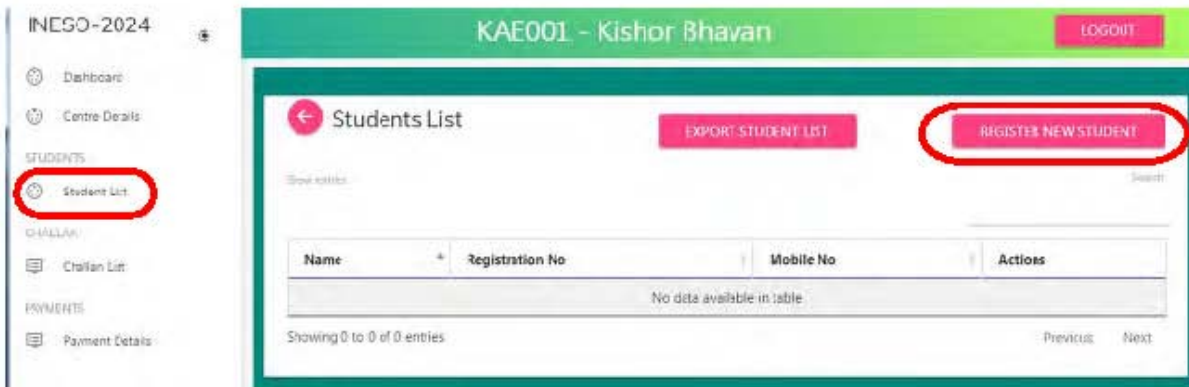 INESO-2024
Dashboard
Centre Details
STUDENTS
Student List
CHALLAN
Challan List
PAYMENTS
Payment Details
KAE001 - Kishor Bhavan
LOGOUT
Students List
EXPORT STUDENT LIST
REGISTER NEW STUDENT
Show entries
Search
Name Registration No Mobile No Actions
No data available in table
Showing 0 to 0 of 0 entries
Previous Next